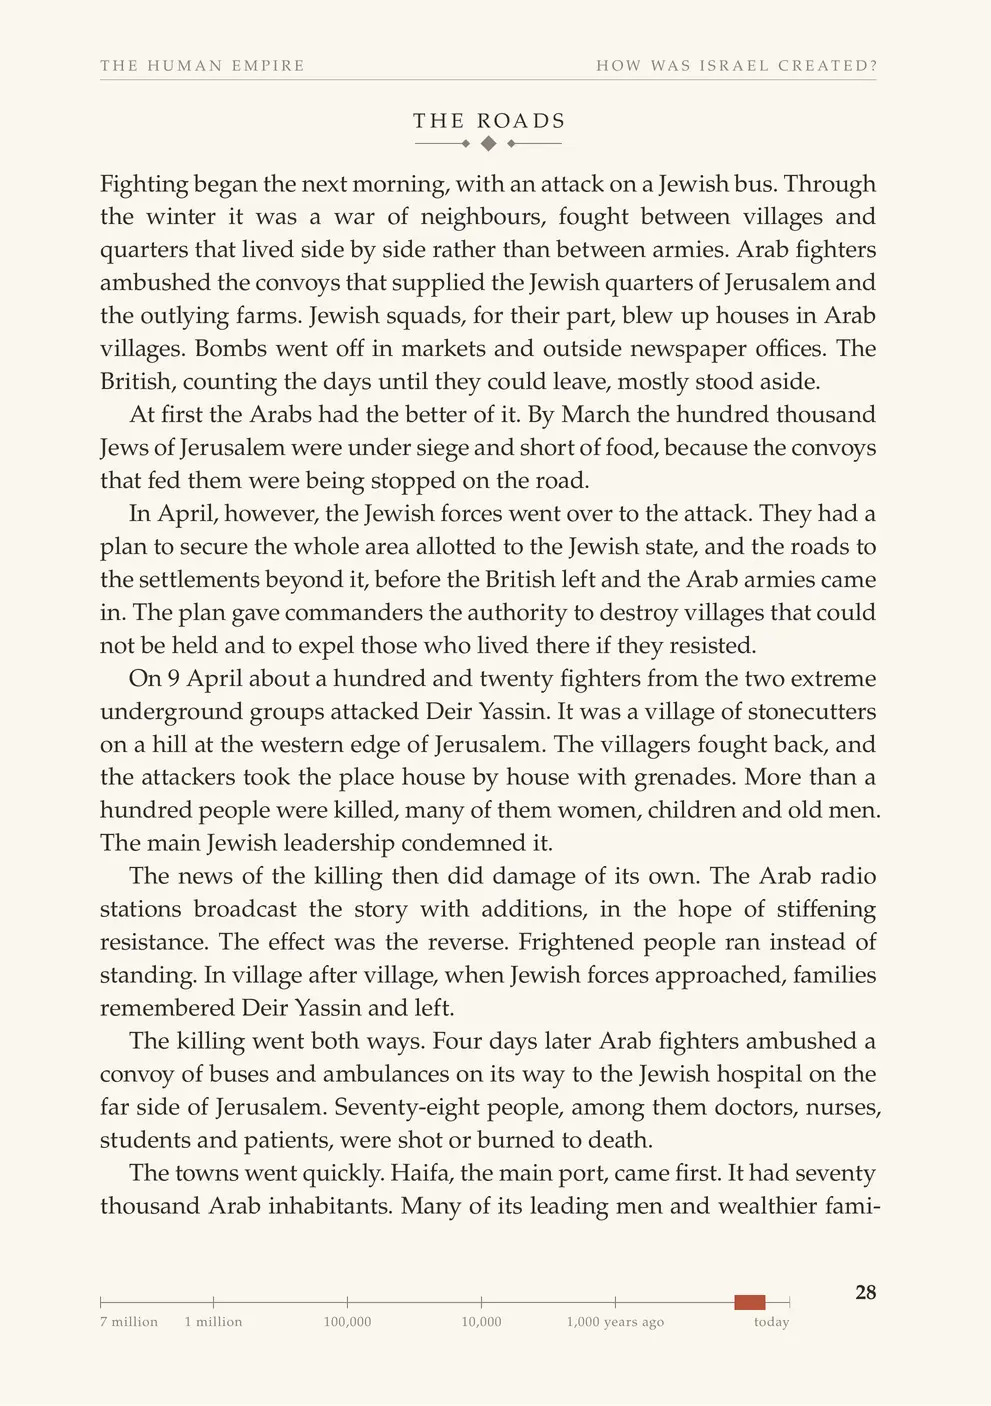 THE HUMAN EMPIRE
HOW WAS ISRAEL CREATED?
THE ROADS
Fighting began the next morning, with an attack on a Jewish bus. Through
the winter it was a war of neighbours, fought between villages and
quarters that lived side by side rather than between armies. Arab fighters
ambushed the convoys that supplied the Jewish quarters of Jerusalem and
the outlying farms. Jewish squads, for their part, blew up houses in Arab
villages. Bombs went off in markets and outside newspaper offices. The
British, counting the days until they could leave, mostly stood aside.
At first the Arabs had the better of it. By March the hundred thousand
Jews of Jerusalem were under siege and short of food, because the convoys
that fed them were being stopped on the road.
In April, however, the Jewish forces went over to the attack. They had a
plan to secure the whole area allotted to the Jewish state, and the roads to
the settlements beyond it, before the British left and the Arab armies came
in. The plan gave commanders the authority to destroy villages that could
not be held and to expel those who lived there if they resisted.
On 9 April about a hundred and twenty fighters from the two extreme
underground groups attacked Deir Yassin. It was a village of stonecutters
on a hill at the western edge of Jerusalem. The villagers fought back, and
the attackers took the place house by house with grenades. More than a
hundred people were killed, many of them women, children and old men.
The main Jewish leadership condemned it.
The news of the killing then did damage of its own. The Arab radio
stations broadcast the story with additions, in the hope of stiffening
resistance. The effect was the reverse. Frightened people ran instead of
standing. In village after village, when Jewish forces approached, families
remembered Deir Yassin and left.
The killing went both ways. Four days later Arab fighters ambushed a
convoy of buses and ambulances on its way to the Jewish hospital on the
far side of Jerusalem. Seventy-eight people, among them doctors, nurses,
students and patients, were shot or burned to death.
The towns went quickly. Haifa, the main port, came first. It had seventy
thousand Arab inhabitants. Many of its leading men and wealthier fami-
28
7 million 1 million 100,000 10,000 1,000 years ago today